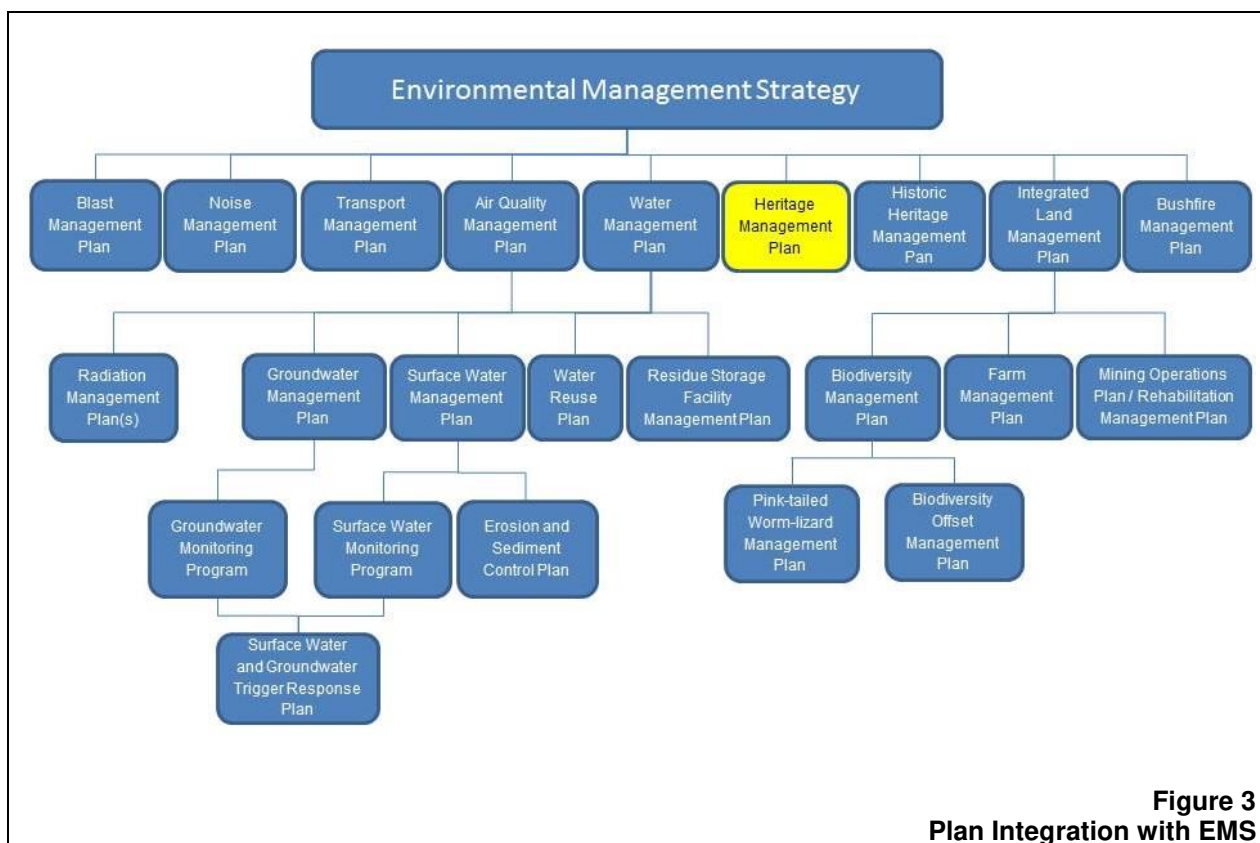 Environmental Management Strategy
Blast
Management
Plan
Noise
Management
Plan
Transport
Management
Plan
Air Quality
Management
Plan
Water
Management
Plan
Heritage
Management
Plan
Historic
Heritage
Management
Pan
Integrated
Land
Management
Plan
Bushfire
Management
Plan
Radiation
Management
Plan(s)
Groundwater
Management
Plan
Surface Water
Management
Plan
Water
Reuse
Plan
Residue Storage
Facility
Management Plan
Biodiversity
Management
Plan
Farm
Management
Plan
Mining Operations
Plan / Rehabilitation
Management Plan
Groundwater
Monitoring
Program
Surface Water
Monitoring
Program
Erosion and
Sediment
Control Plan
Pink-tailed
Worm-lizard
Management
Plan
Biodiversity
Offset
Management
Plan
Surface Water
and Groundwater
Trigger Response
Plan
Figure 3
Plan Integration with EMS